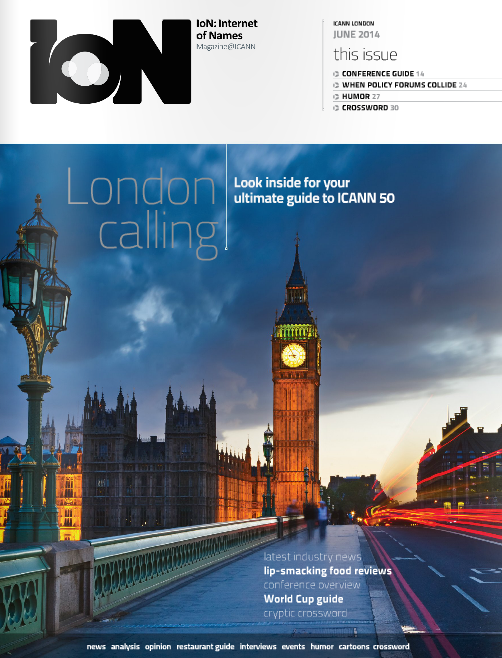 IoN
IoN: Internet
of Names
Magazine@ICANN
ICANN LONDON
JUNE 2014
this issue
CONFERENCE GUIDE 14
WHEN POLICY FORUMS COLLIDE 24
HUMOR 27
CROSSWORD 30
London
calling
Look inside for your
ultimate guide to ICANN 50
latest industry news
lip-smacking food reviews
conference overview
World Cup guide
cryptic crossword
news analysis opinion restaurant guide interviews events humor cartoons crossword